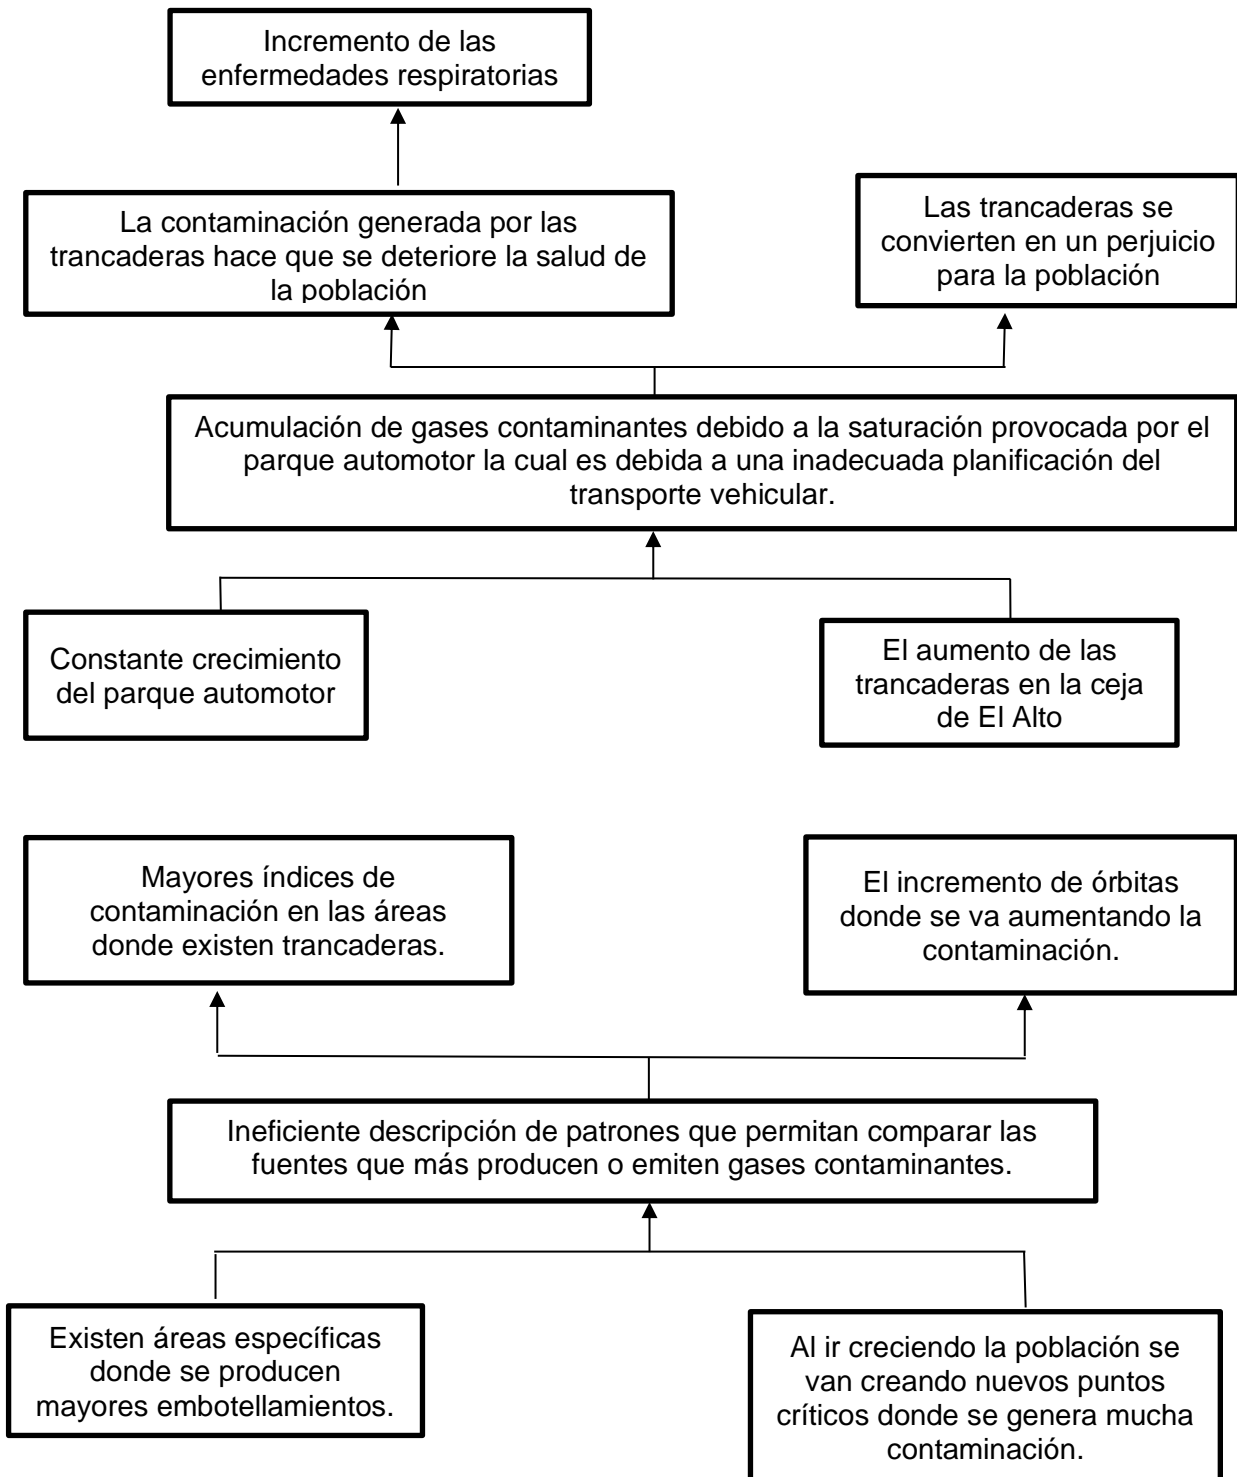 Incremento de las
enfermedades respiratorias
La contaminación generada por las
trancaderas hace que se deteriore la salud de
la población
Las trancaderas se
convierten en un perjuicio
para la población
Acumulación de gases contaminantes debido a la saturación provocada por el
parque automotor la cual es debida a una inadecuada planificación del
transporte vehicular.
Constante crecimiento
del parque automotor
El aumento de las
trancaderas en la ceja
de El Alto
Mayores índices de
contaminación en las áreas
donde existen trancaderas.
El incremento de órbitas
donde se va aumentando la
contaminación.
Ineficiente descripción de patrones que permitan comparar las
fuentes que más producen o emiten gases contaminantes.
Existen áreas específicas
donde se producen
mayores embotellamientos.
Al ir creciendo la población se
van creando nuevos puntos
críticos donde se genera mucha
contaminación.